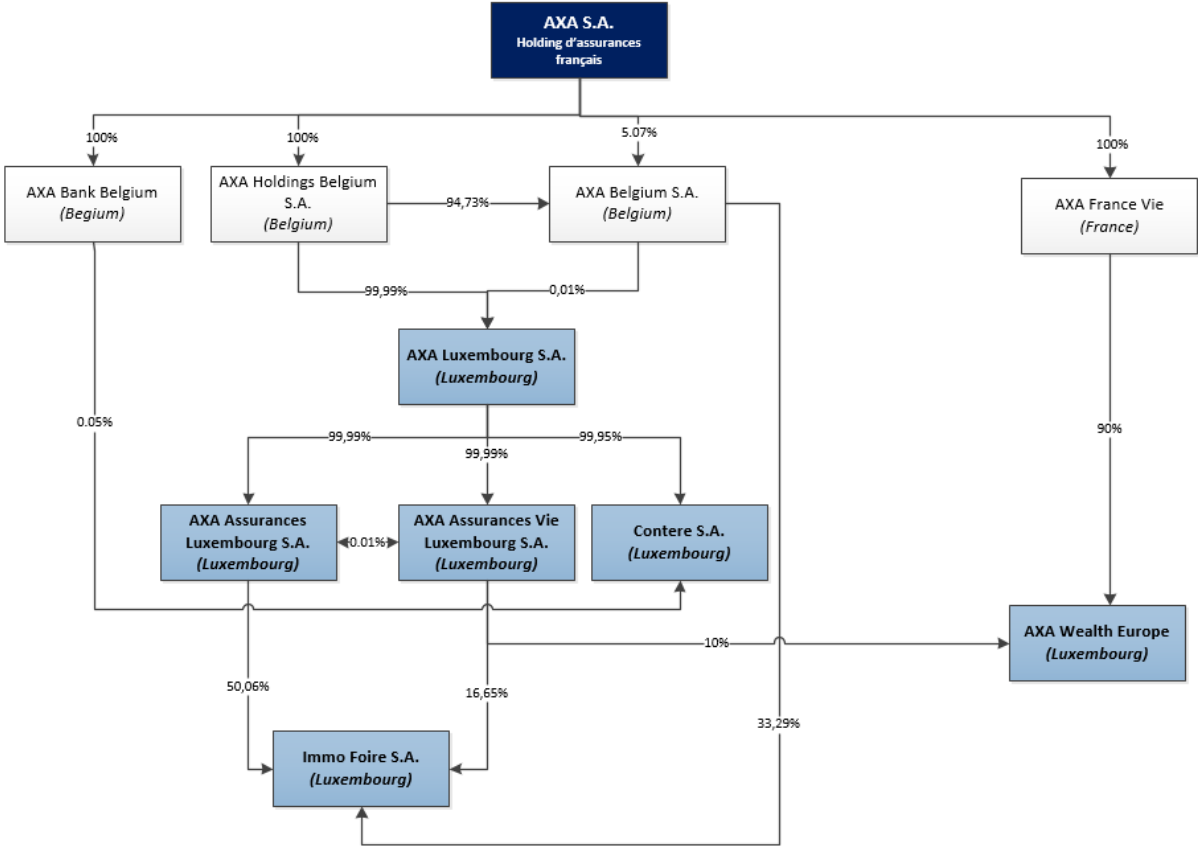 AXA S.A.
Holding d'assurances
français
100%
100%
5.07%
100%
AXA Bank Belgium
(Begium)
AXA Holdings Belgium
S.A.
(Belgium)
94,73%
AXA Belgium S.A.
(Belgium)
AXA France Vie
(France)
99,99%
0,01%
AXA Luxembourg S.A.
(Luxembourg)
0.05%
90%
99,99%
99,99%
99,95%
AXA Assurances
Luxembourg S.A.
(Luxembourg)
0.01%
AXA Assurances Vie
Luxembourg S.A.
(Luxembourg)
Contere S.A.
(Luxembourg)
AXA Wealth Europe
(Luxembourg)
10%
50,06%
16,65%
33,29%
Immo Foire S.A.
(Luxembourg)